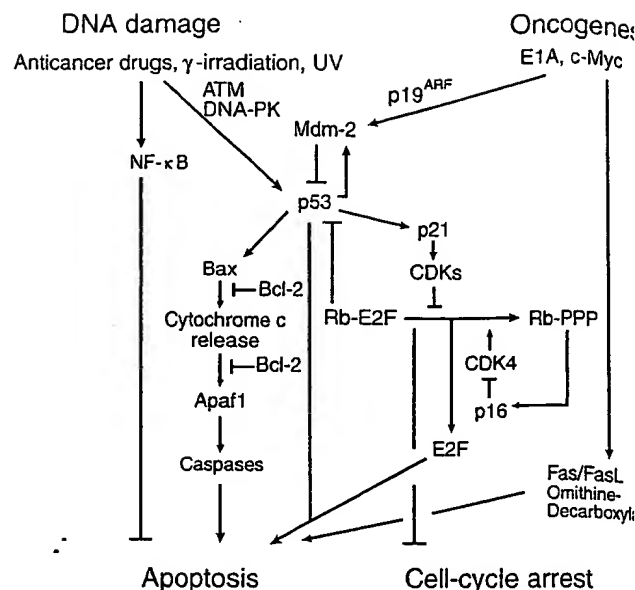 DNA damage
Oncogenes
Anticancer drugs, γ-irradiation, UV
E1A, c-Myc
ATM
DNA-PK
p19ARF
Mdm-2
NF-κB
p53
p21
Bax
CDKs
Bcl-2
Cytochrome c
release
Rb-E2F
Rb-PPP
Bcl-2
CDK4
Apaf1
p16
E2F
Caspases
Fas/FasL
Ornithine-
Decarboxyla
Apoptosis
Cell-cycle arrest